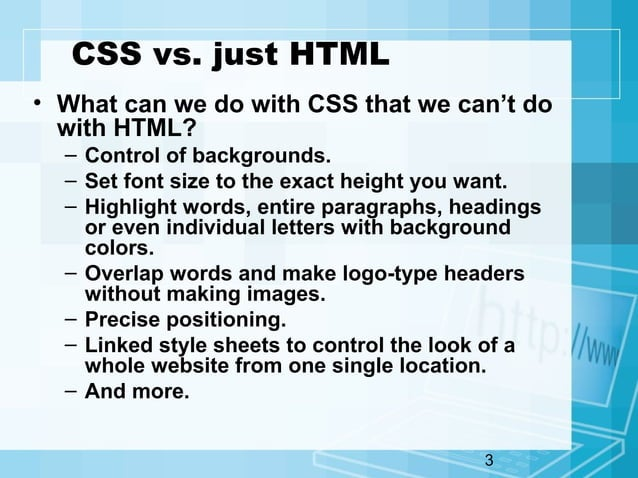 CSS vs. just HTML
• What can we do with CSS that we can’t do
with HTML?
– Control of backgrounds.
– Set font size to the exact height you want.
– Highlight words, entire paragraphs, headings
or even individual letters with background
colors.
– Overlap words and make logo-type headers
without making images.
– Precise positioning.
– Linked style sheets to control the look of a
whole website from one single location.
– And more.
http://www
3